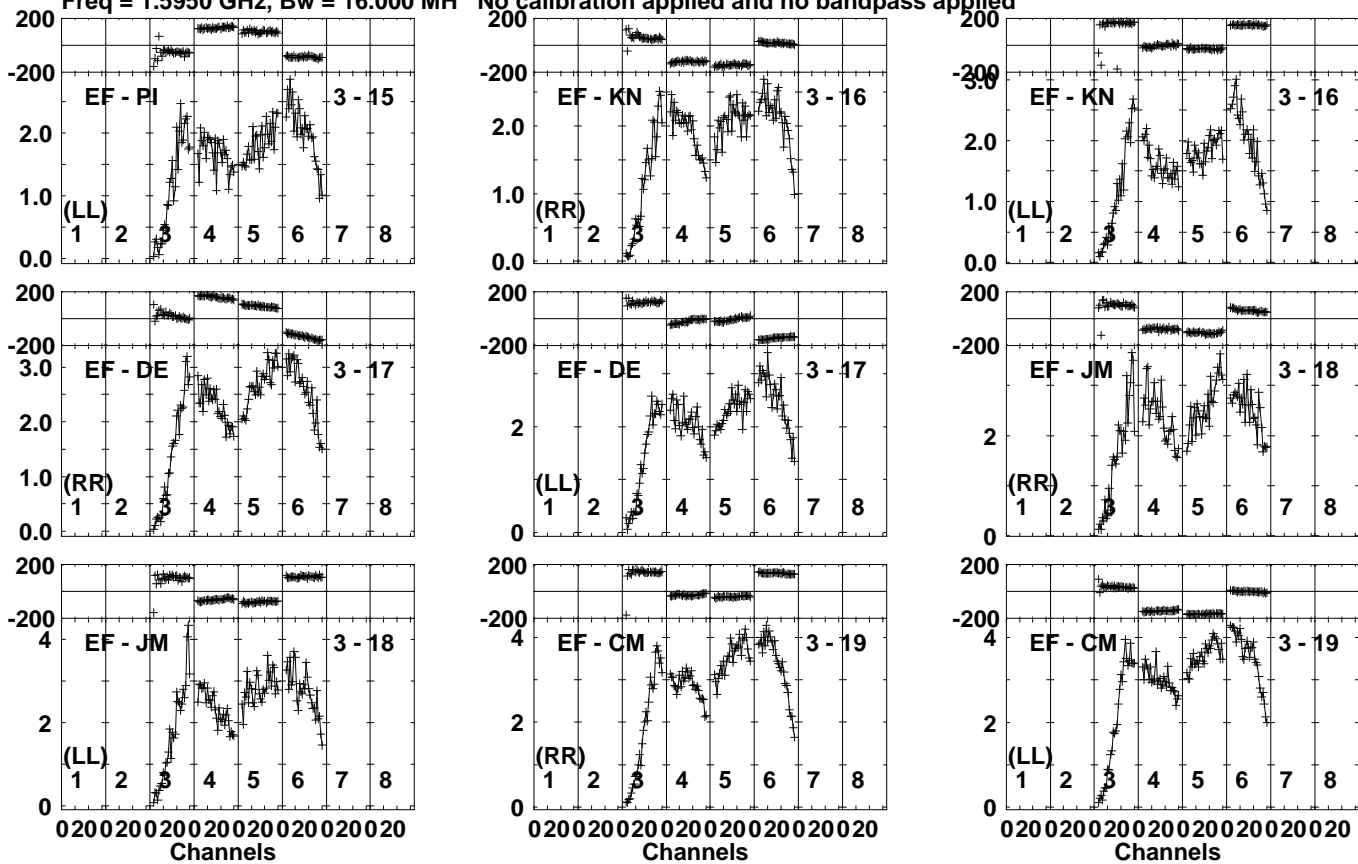 Freq = 1.5950 GHz, Bw = 16.000 MH No calibration applied and no bandpass applied
200 200 200
-200 -200 -200
EF - PI 3 - 15 EF - KN 3 - 16 3.0 EF - KN 3 - 16
2.0 2.0 2.0
1.0 1.0 1.0
(LL) (RR) (LL)
1 2 3 4 5 6 7 8 1 2 3 4 5 6 7 8 1 2 3 4 5 6 7 8
0.0 0.0 0.0
200 200 200
-200 -200 -200
3.0 EF - DE 3 - 17 EF - DE 3 - 17 EF - JM 3 - 18
2.0 2 2
1.0
(RR) (LL) (RR)
1 2 3 4 5 6 7 8 1 2 3 4 5 6 7 8 1 2 3 4 5 6 7 8
0.0 0 0
200 200 200
-200 -200 -200
4 EF - JM 3 - 18 4 EF - CM 3 - 19 4 EF - CM 3 - 19
2 2 2
(LL) (RR) (LL)
1 2 3 4 5 6 7 8 1 2 3 4 5 6 7 8 1 2 3 4 5 6 7 8
0 0 0
0 20 0 20 0 20 0 20 0 20 0 20 0 20 0 20 0 20 0 20 0 20 0 20 0 20 0 20 0 20 0 20 0 20 0 20 0 20 0 20 0 20 0 20 0 20 0 20
Channels Channels Channels